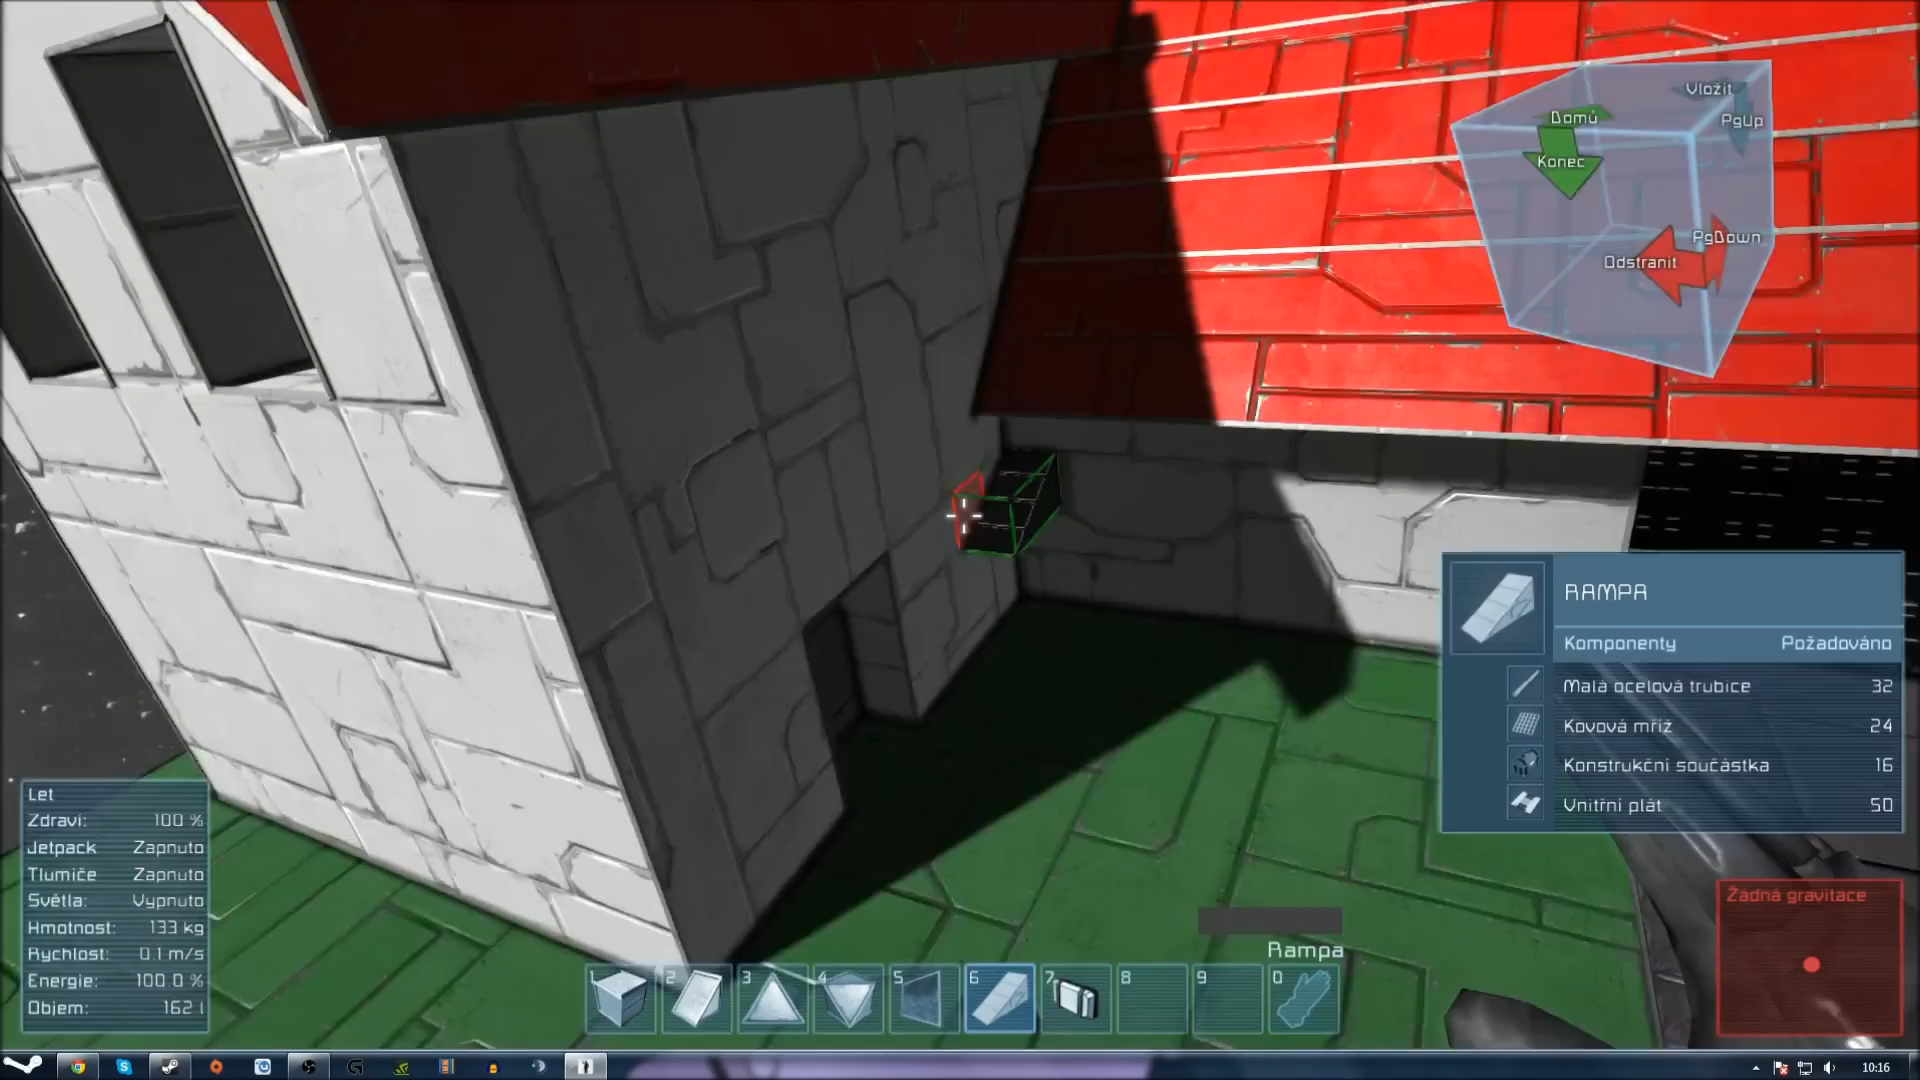 Vložit
Domů
PgUp
Konec
PgDown
Odstranit
RAMPA
Komponenty Požadováno
Malá ocelová trubice 32
Kovová mříž 24
Konstrukční součástka 16
Vnitřní plát 50
Let
Zdraví: 100 %
Jetpack Zapnuto
Tlumiče Zapnuto
Světla: Vypnuto
Hmotnost: 133 kg
Rychlost: 0.1 m/s
Energie: 100.0 %
Objem: 162 l
Žádná gravitace
Rampa
1 2 3 4 5 6 7 8 9 0
10:16